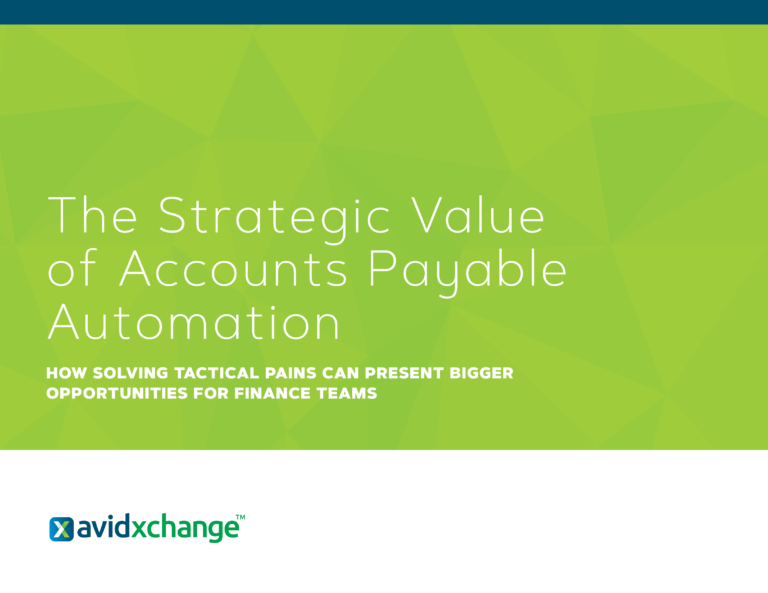 The Strategic Value
of Accounts Payable
Automation
HOW SOLVING TACTICAL PAINS CAN PRESENT BIGGER
OPPORTUNITIES FOR FINANCE TEAMS
x avidxchange™